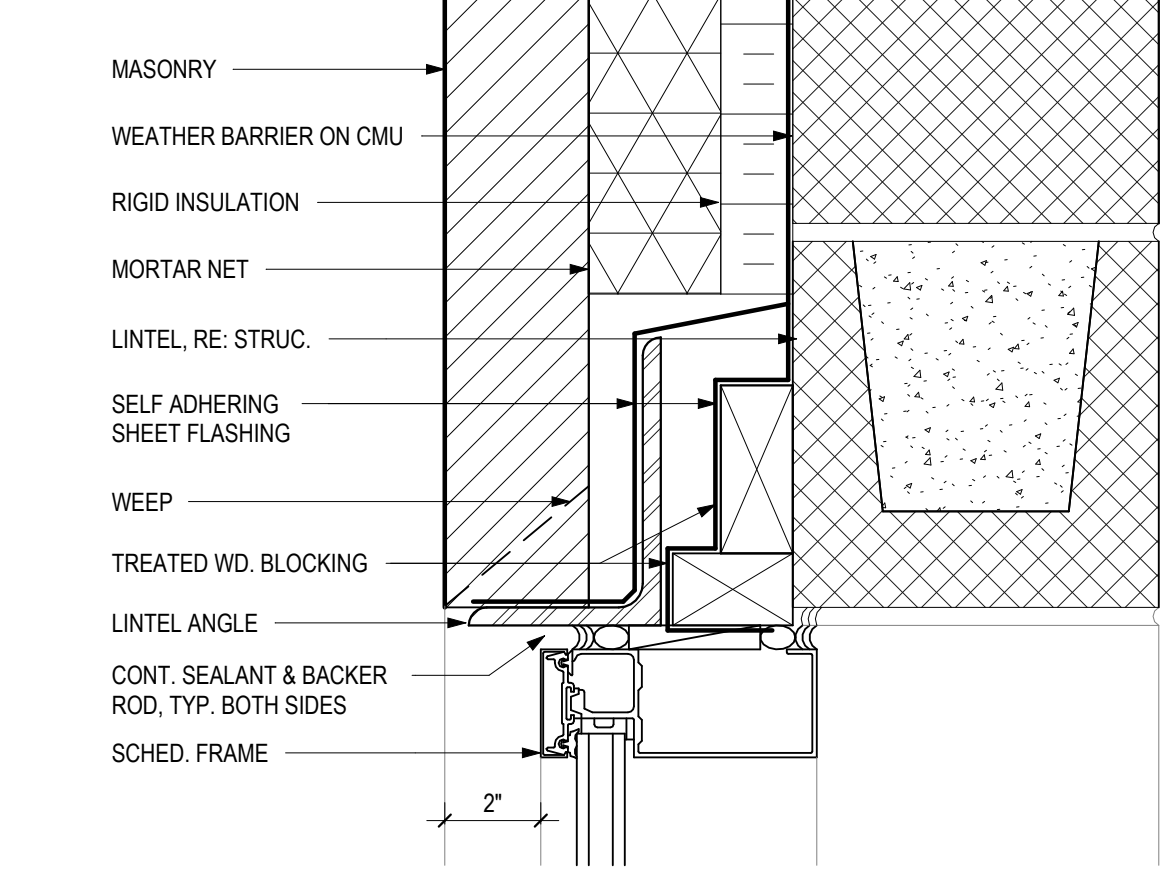 MASONRY
WEATHER BARRIER ON CMU
RIGID INSULATION
MORTAR NET
LINTEL, RE: STRUC.
SELF ADHERING
SHEET FLASHING
WEEP
TREATED WD. BLOCKING
LINTEL ANGLE
CONT. SEALANT & BACKER
ROD, TYP. BOTH SIDES
SCHED. FRAME
2"